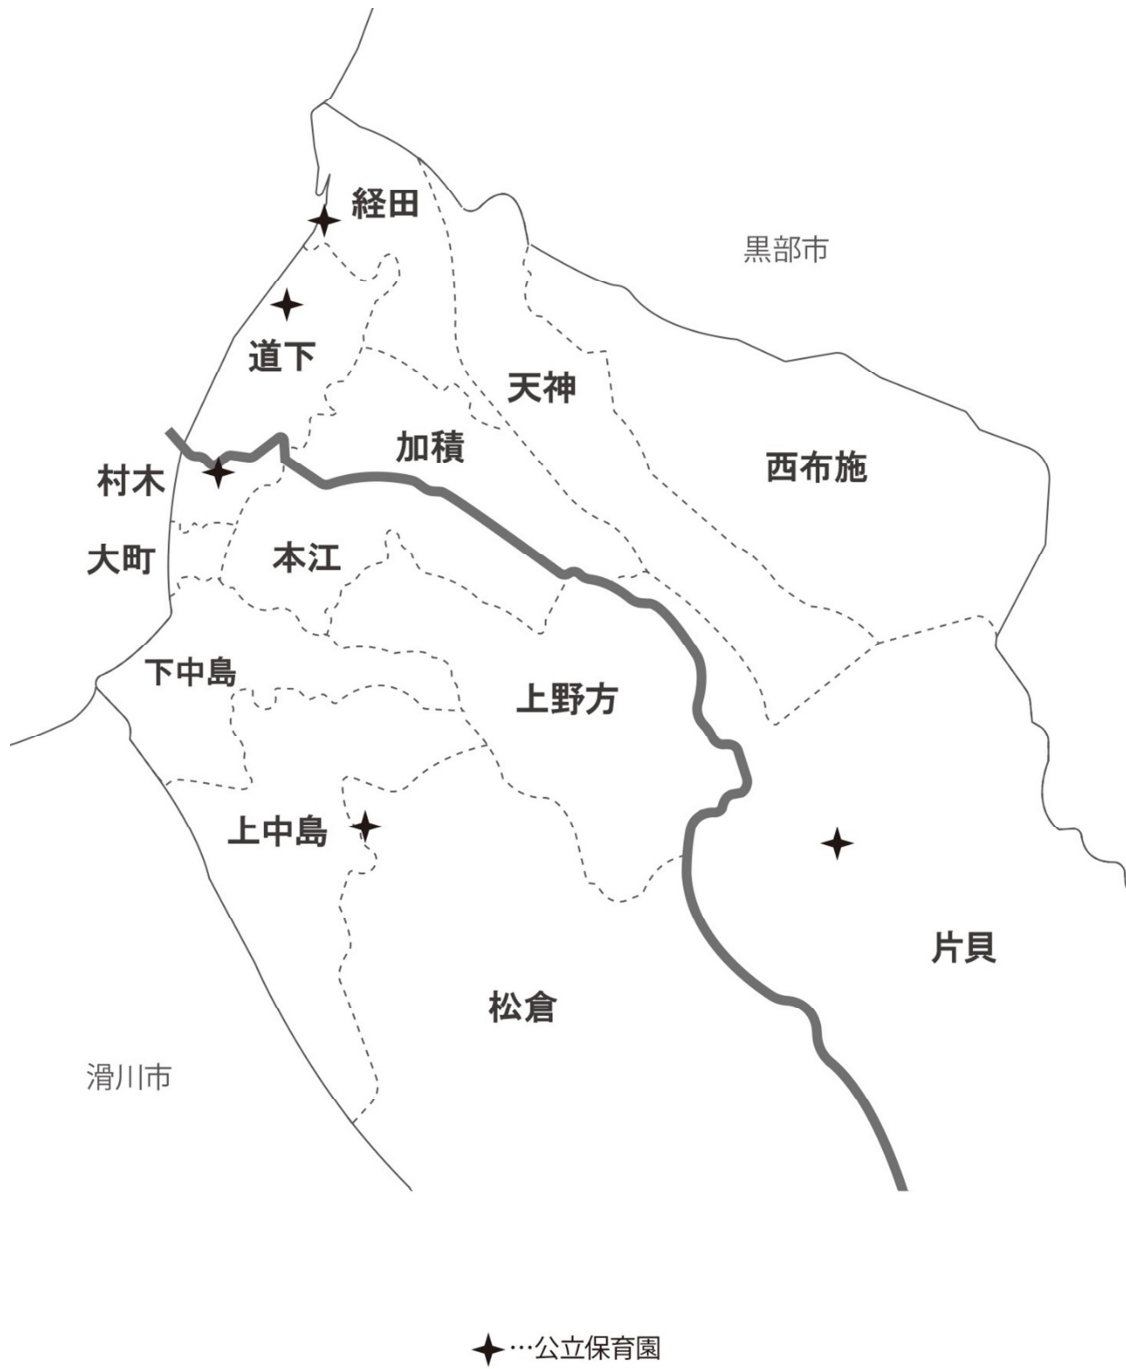 経田
黒部市
道下
天神
加積
西布施
村木
大町
本江
下中島
上野方
上中島
片貝
松倉
滑川市
…公立保育園